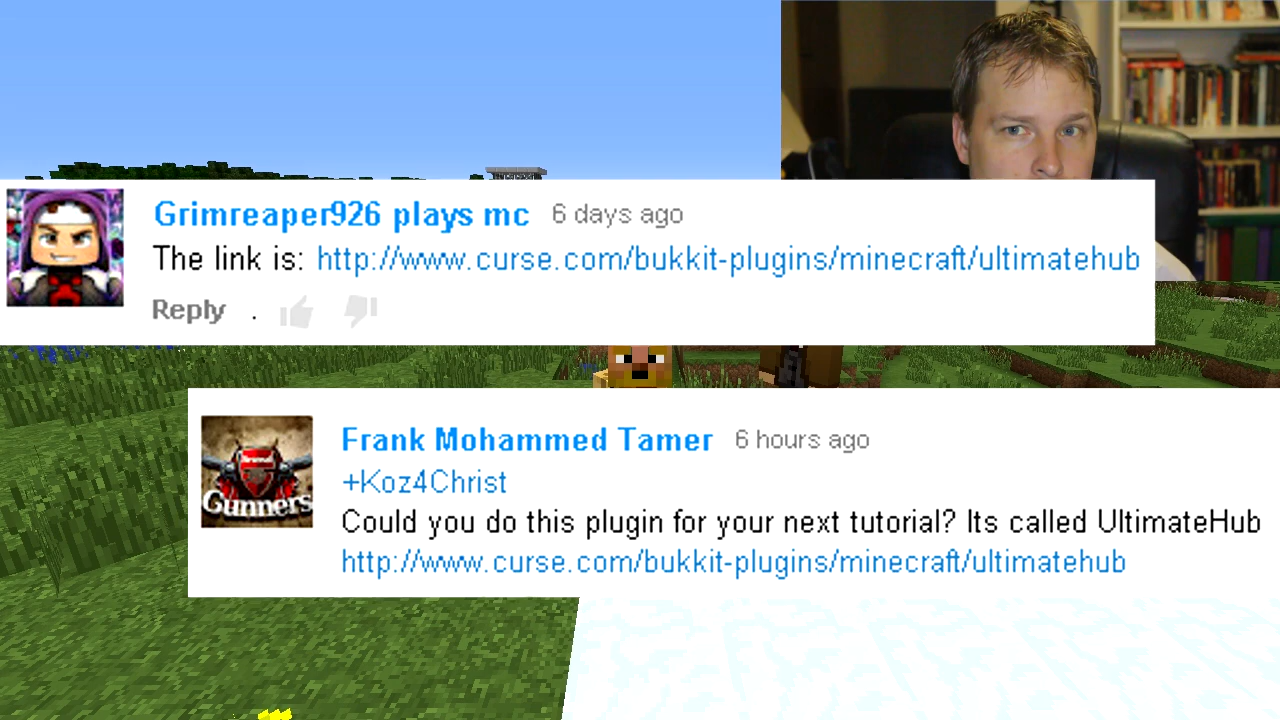 Grimreaper926 plays mc 6 days ago
The link is: http://www.curse.com/bukkit-plugins/minecraft/ultimatehub
Reply .
Frank Mohammed Tamer 6 hours ago
+Koz4Christ
Could you do this plugin for your next tutorial? Its called UltimateHub
http://www.curse.com/bukkit-plugins/minecraft/ultimatehub
Arsenal
Gunners